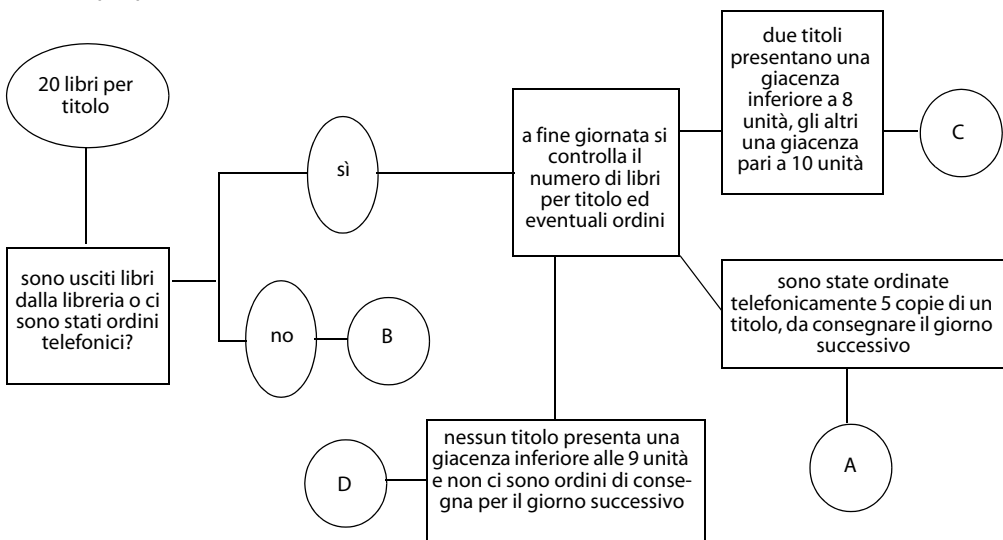 20 libri per
titolo
sono usciti libri
dalla libreria o ci
sono stati ordini
telefonici?
sì
no
B
a fine giornata si
controlla il
numero di libri
per titolo ed
eventuali ordini
due titoli
presentano una
giacenza
inferiore a 8
unità, gli altri
una giacenza
pari a 10 unità
C
sono state ordinate
telefonicamente 5 copie di un
titolo, da consegnare il giorno
successivo
A
nessun titolo presenta una
giacenza inferiore alle 9 unità
e non ci sono ordini di conse-
gna per il giorno successivo
D